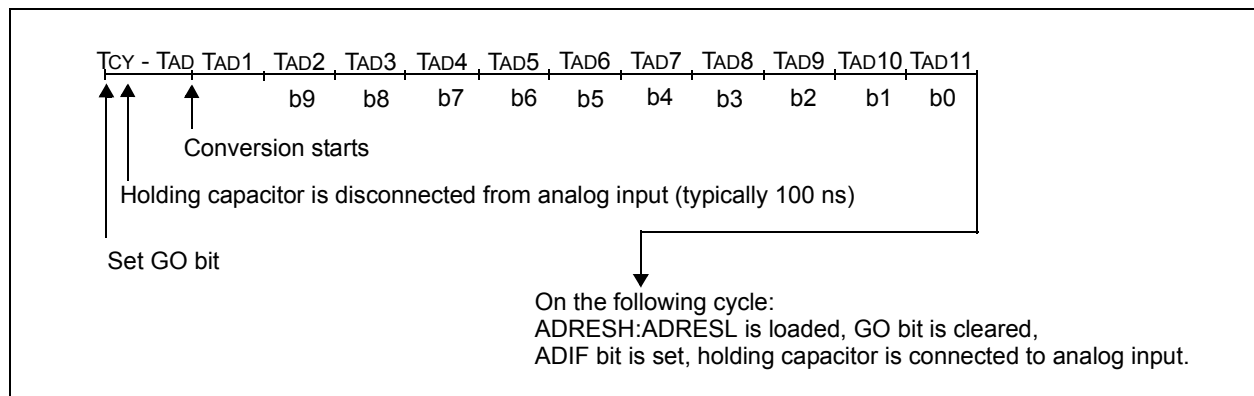 TCY - TAD TAD1 TAD2 TAD3 TAD4 TAD5 TAD6 TAD7 TAD8 TAD9 TAD10 TAD11
b9 b8 b7 b6 b5 b4 b3 b2 b1 b0
Conversion starts
Holding capacitor is disconnected from analog input (typically 100 ns)
Set GO bit
On the following cycle:
ADRESH:ADRESL is loaded, GO bit is cleared,
ADIF bit is set, holding capacitor is connected to analog input.